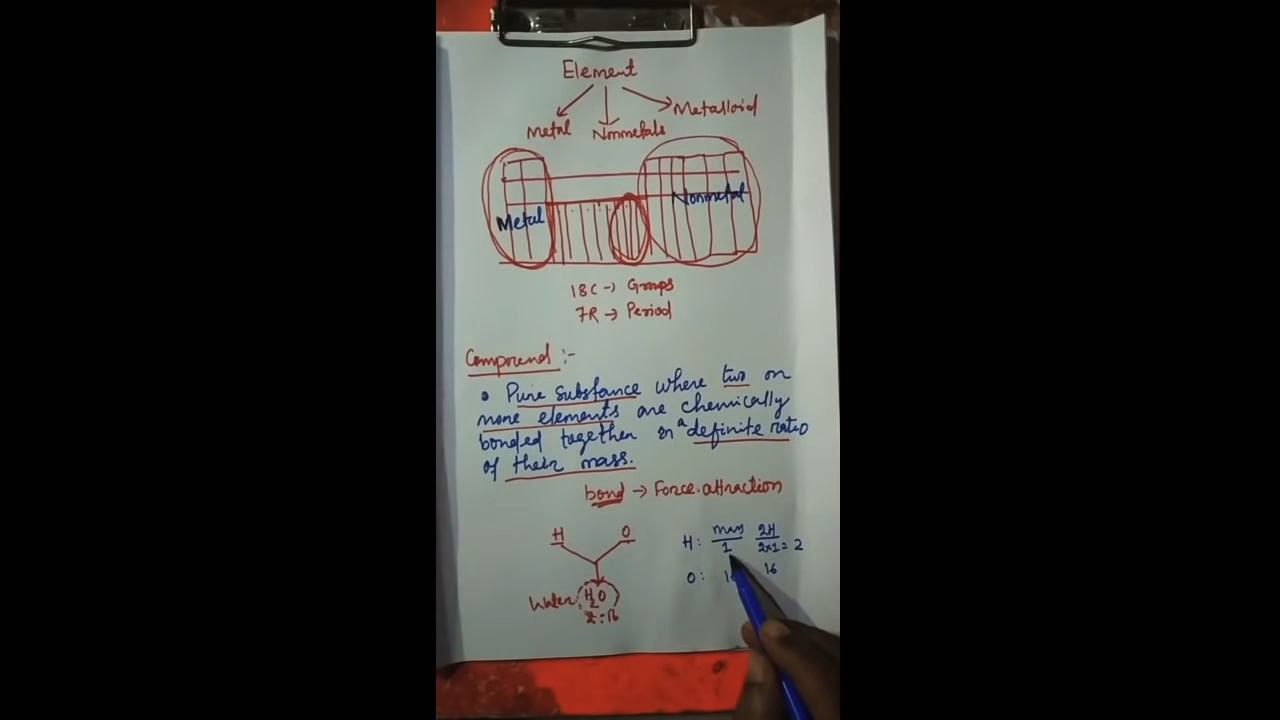 Element
Metal Nonmetals Metalloid
Metal Nonmetal
18C → Groups
7R → Period
Compound :-
• Pure substance where two or
more elements are chemically
bonded together in a definite ratio
of their mass.
bond → Force attraction
H O
Water H2O
2:16
mass 2H
H: 1 2x1=2
O: 16